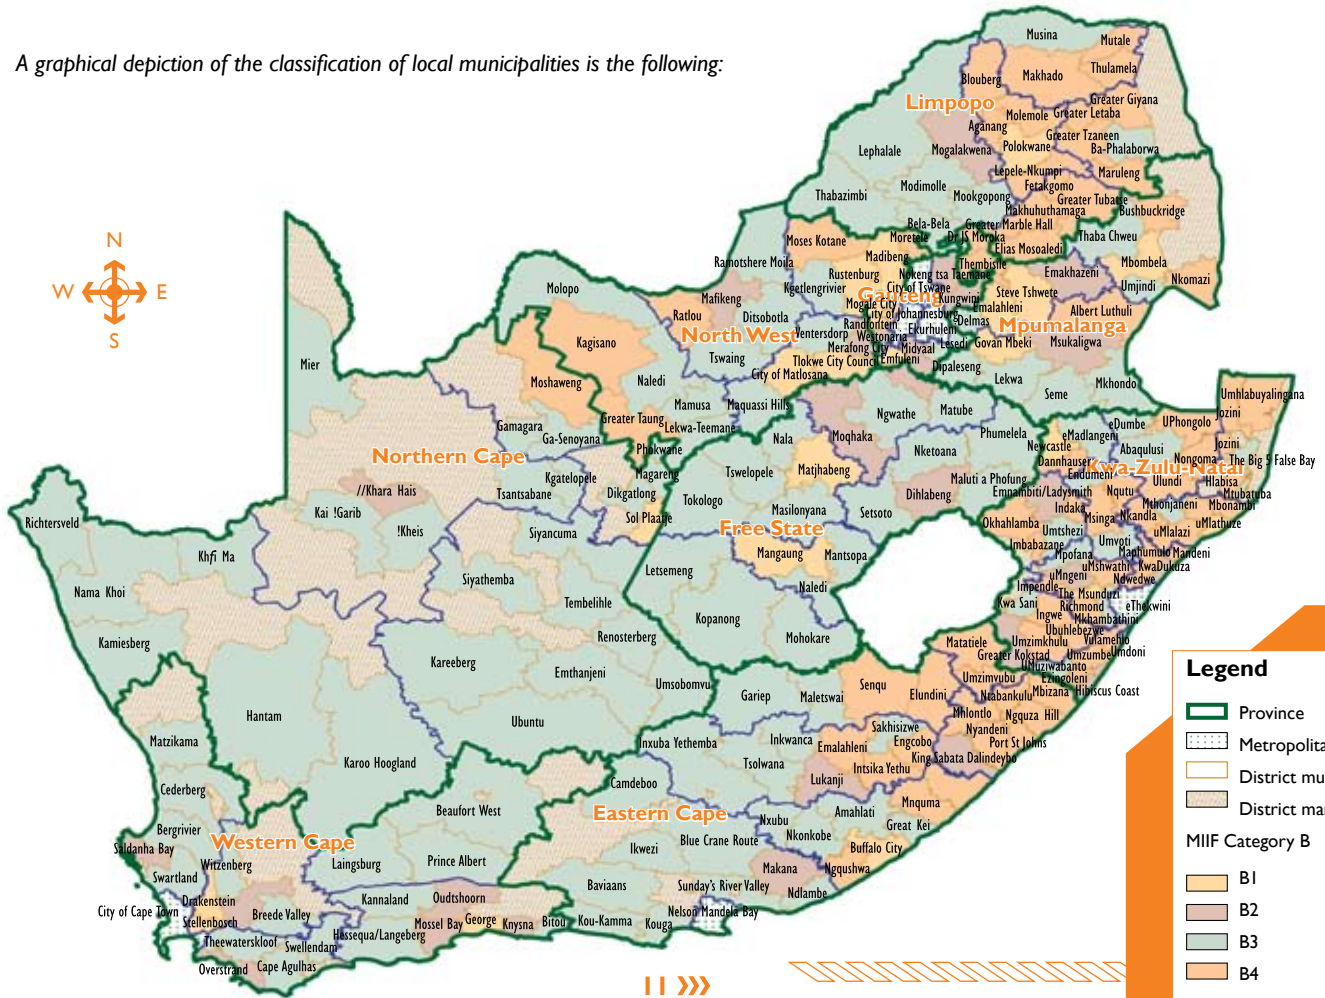 A graphical depiction of the classification of local municipalities is the following:
N
W E
S
Limpopo
Musina
Mutale
Thulamela
Makhado
Blouberg
Greater Giyana
Molemole
Greater Letaba
Aganang
Greater Tzaneen
Polokwane
Ba-Phalaborwa
Mogalakwena
Lephalale
Lepele-Nkumpi
Maruleng
Fetakgomo
Modimolle
Mookgopong
Greater Tubatse
Thabazimbi
Makhuhuthamaga
Bushbuckridge
Bela-Bela
Greater Marble Hall
Elias Mosoaledi
North West
Moses Kotane
Moretele
Madibeng
Ramotshere Moila
Rustenburg
Kgetlengrivier
Molopo
Mafikeng
Ratlou
Ditsobotla
Ventersdorp
Tswaing
Tlokwe City Council
City of Matlosana
Kagisano
Naledi
Mamusa
Maquassi Hills
Greater Taung
Lekwa-Teemane
Gauteng
Nokeng tsa Taemane
City of Tswane
Kungwini
Mogale City
City of Johannesburg
Randfontein
Ekurhuleni
Westonaria
Merafong City
Midyaal
Lesedi
Emfuleni
Mpumalanga
Dr JS Moroka
Thaba Chweu
Thembisile
Mbombela
Emakhazeni
Nkomazi
Umjindi
Steve Tshwete
Emalahleni
Albert Luthuli
Delmas
Govan Mbeki
Msukaligwa
Dipaleseng
Lekwa
Mkhondo
Seme
Northern Cape
Mier
Moshaweng
Gamagara
Ga-Senoyana
Phokwane
Magareng
Kgatelopele
Dikgatlong
Tsantsabane
Sol Plaatje
//Khara Hais
Kai !Garib
!Kheis
Siyancuma
Richtersveld
Khfi Ma
Nama Khoi
Siyathemba
Tembelihle
Renosterberg
Kamiesberg
Kareeberg
Emthanjeni
Umsobomvu
Hantam
Ubuntu
Karoo Hoogland
Free State
Moqhaka
Ngwathe
Matube
Phumelela
Nala
Matjhabeng
Nketoana
Tswelopele
Tokologo
Maluti a Phofung
Dihlabeng
Masilonyana
Setsoto
Mangaung
Mantsopa
Letsemeng
Naledi
Kopanong
Mohokare
Kwa-Zulu-Natal
Umhlabuyalingana
Jozini
UPhongolo
eDumbe
eMadlangeni
Newcastle
Abaqulusi
Jozini
Dannhauser
Nongoma
The Big 5 False Bay
Endumeni
Ulundi
Hlabisa
Emnambiti/Ladysmith
Nqutu
Mtubatuba
Mthonjaneni
Mbonambi
Indaka
Msinga
Nkandla
uMlathuze
Okhahlamba
Umtshezi
uMlalazi
Imbabazane
Umvoti
Mpofana
Maphumulo
Mandeni
uMshwathi
KwaDukuza
uMngeni
Ndwedwe
Impendle
The Msunduzi
Kwa Sani
Richmond
eThekwini
Ingwe
Mkhambathini
Ubuhlebezwe
Umzimkhulu
Vulamehlo
Greater Kokstad
Umzumbe
Umdoni
UMuziwabanto
Ezingoleni
Hibiscus Coast
Eastern Cape
Matatiele
Umzimvubu
Ntabankulu
Mbizana
Gariep
Maletswai
Senqu
Elundini
Mhlontlo
Ngquza Hill
Nyandeni
Port St Johns
Inxuba Yethemba
Inkwanca
Sakhisizwe
Emalahleni
Engcobo
King Sabata Dalindeybo
Tsolwana
Intsika Yethu
Lukanji
Camdeboo
Mnquma
Nxubu
Amahlati
Great Kei
Nkonkobe
Blue Crane Route
Ikwezi
Buffalo City
Makana
Ngqushwa
Ndlambe
Baviaans
Sunday's River Valley
Nelson Mandela Bay
Kou-Kamma
Kouga
Western Cape
Matzikama
Cederberg
Bergrivier
Saldanha Bay
Witzenberg
Swartland
Beaufort West
Laingsburg
Prince Albert
Drakenstein
City of Cape Town
Stellenbosch
Breede Valley
Kannaland
Oudtshoorn
Mossel Bay
George
Knysna
Bitou
Hessequa/Langeberg
Theewaterskloof
Swellendam
Overstrand
Cape Agulhas
Legend
Province
Metropolita
District mu
District ma
MIIF Category B
B1
B2
B3
B4
11